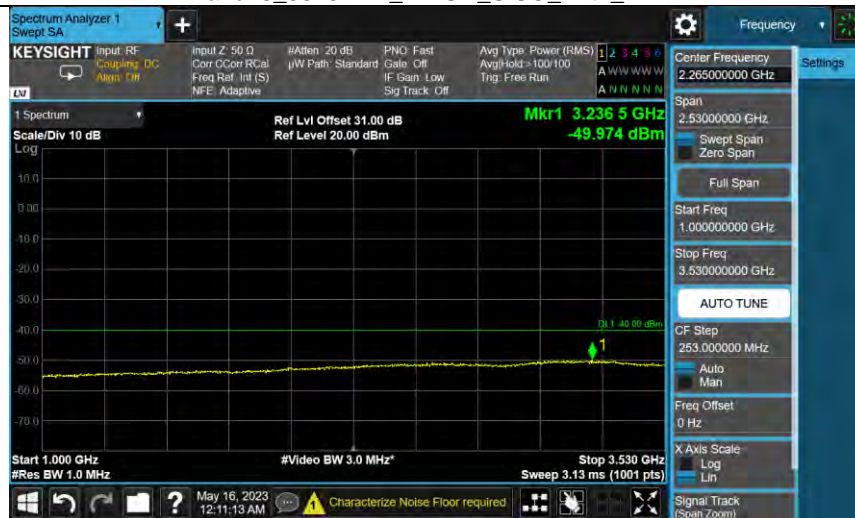 Spectrum Analyzer 1
Swept SA
Frequency
KEYSIGHT
Input: RF
Coupling: DC
Align: Off
Input Z: 50 Ω
Corr CCorr RCal
Freq Ref: Int (S)
NFE: Adaptive
#Atten: 20 dB
µW Path: Standard
PNO: Fast
Gate: Off
IF Gain: Low
Sig Track: Off
Avg Type: Power (RMS)
Avg|Hold:>100/100
Trig: Free Run
1 2 3 4 5 6
A W W W W W
A N N N N N
LXI
1 Spectrum
Scale/Div 10 dB
Log
Ref Lvl Offset 31.00 dB
Ref Level 20.00 dBm
Mkr1 3.236 5 GHz
-49.974 dBm
10.0
0.00
-10.0
-20.0
-30.0
-40.0
-50.0
-60.0
-70.0
DL1 -40.00 dBm
1
Start 1.000 GHz
#Res BW 1.0 MHz
#Video BW 3.0 MHz*
Stop 3.530 GHz
Sweep 3.13 ms (1001 pts)
Center Frequency
2.265000000 GHz
Settings
Span
2.53000000 GHz
Swept Span
Zero Span
Full Span
Start Freq
1.000000000 GHz
Stop Freq
3.530000000 GHz
AUTO TUNE
CF Step
253.000000 MHz
Auto
Man
Freq Offset
0 Hz
X Axis Scale
Log
Lin
Signal Track
(Span Zoom)
?
May 16, 2023
12:11:13 AM
Characterize Noise Floor required